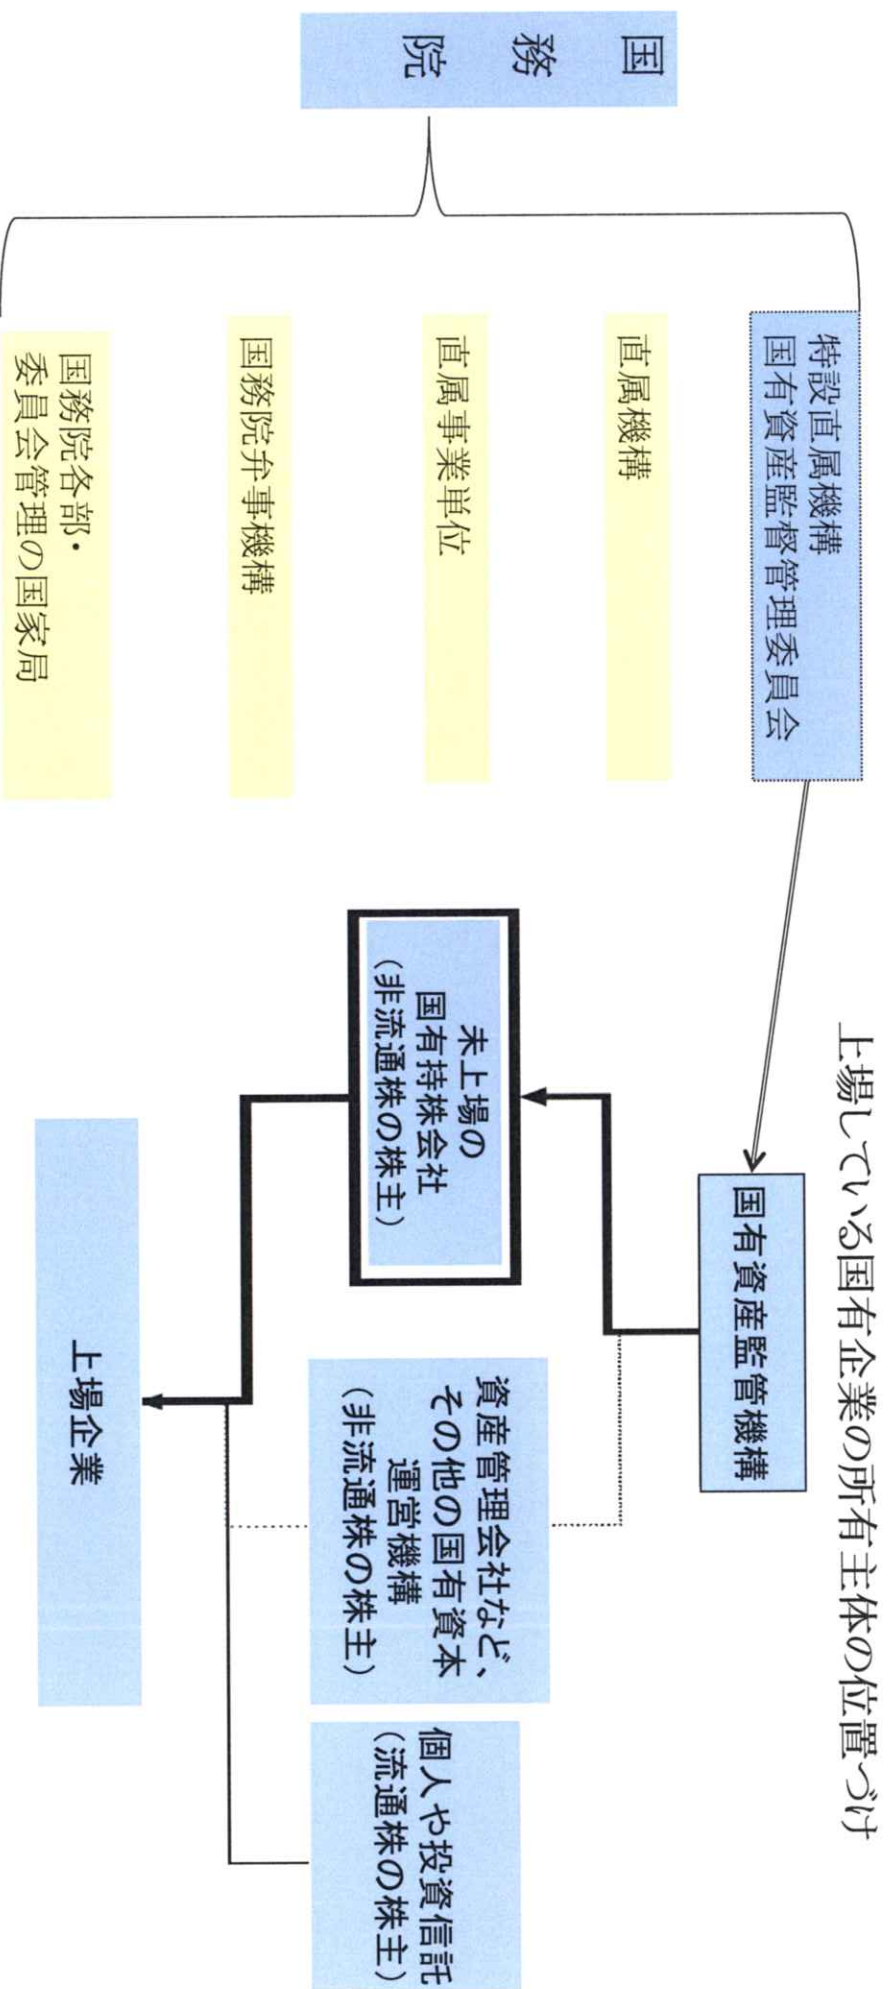 上場している国有企業の所有主体の位置づけ
国務院
特設直属機構
国有資産監督管理委員会
直属機構
直属事業単位
国務院弁事機構
国務院各部・
委員会管理の国家局
国有資産監管機構
未上場の
国有持株会社
（非流通株の株主）
資産管理会社など、
その他の国有資本
運営機構
（非流通株の株主）
個人や投資信託
（流通株の株主）
上場企業